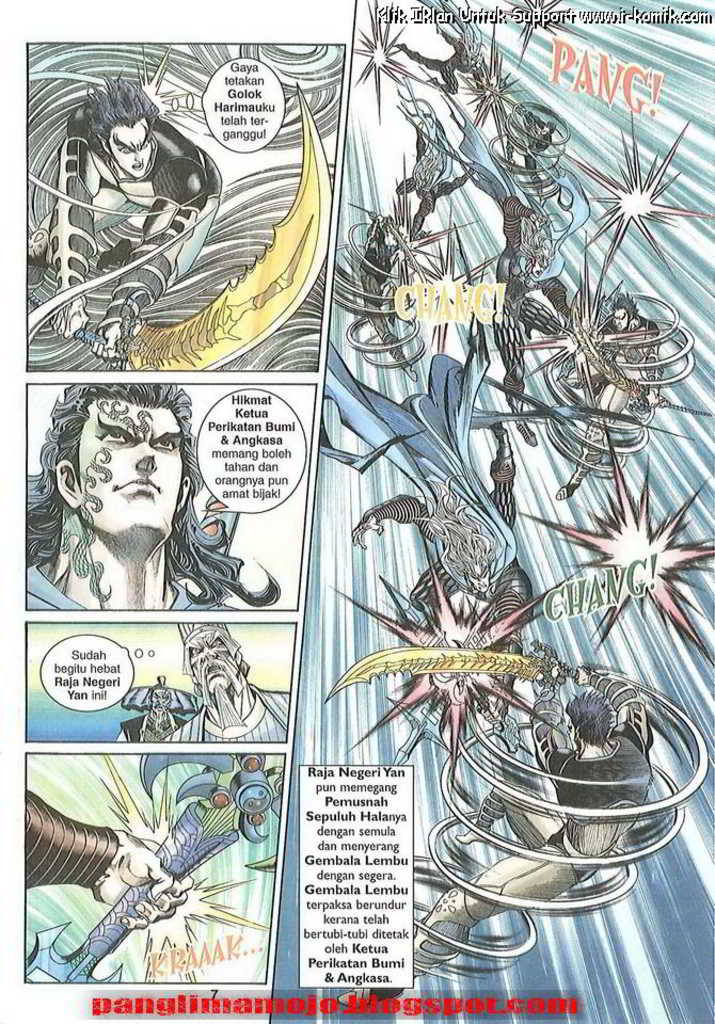 Klik Iklan Untuk Support www.i-komik.com
Gaya
tetakan
Golok
Harimauku
telah ter-
ganggu!
PANG!
CHANG!
Hikmat
Ketua
Perikatan Bumi
& Angkasa
memang boleh
tahan dan
orangnya pun
amat bijak!
CHANG!
Sudah
begitu hebat
Raja Negeri
Yan ini!
KRAAAK...
Raja Negeri Yan
pun memegang
Pemusnah
Sepuluh Halanya
dengan semula
dan menyerang
Gembala Lembu
dengan segera.
Gembala Lembu
terpaksa berundur
kerana telah
bertubi-tubi ditetak
oleh Ketua
Perikatan Bumi
& Angkasa.
7
panglimamojo.blogspot.com